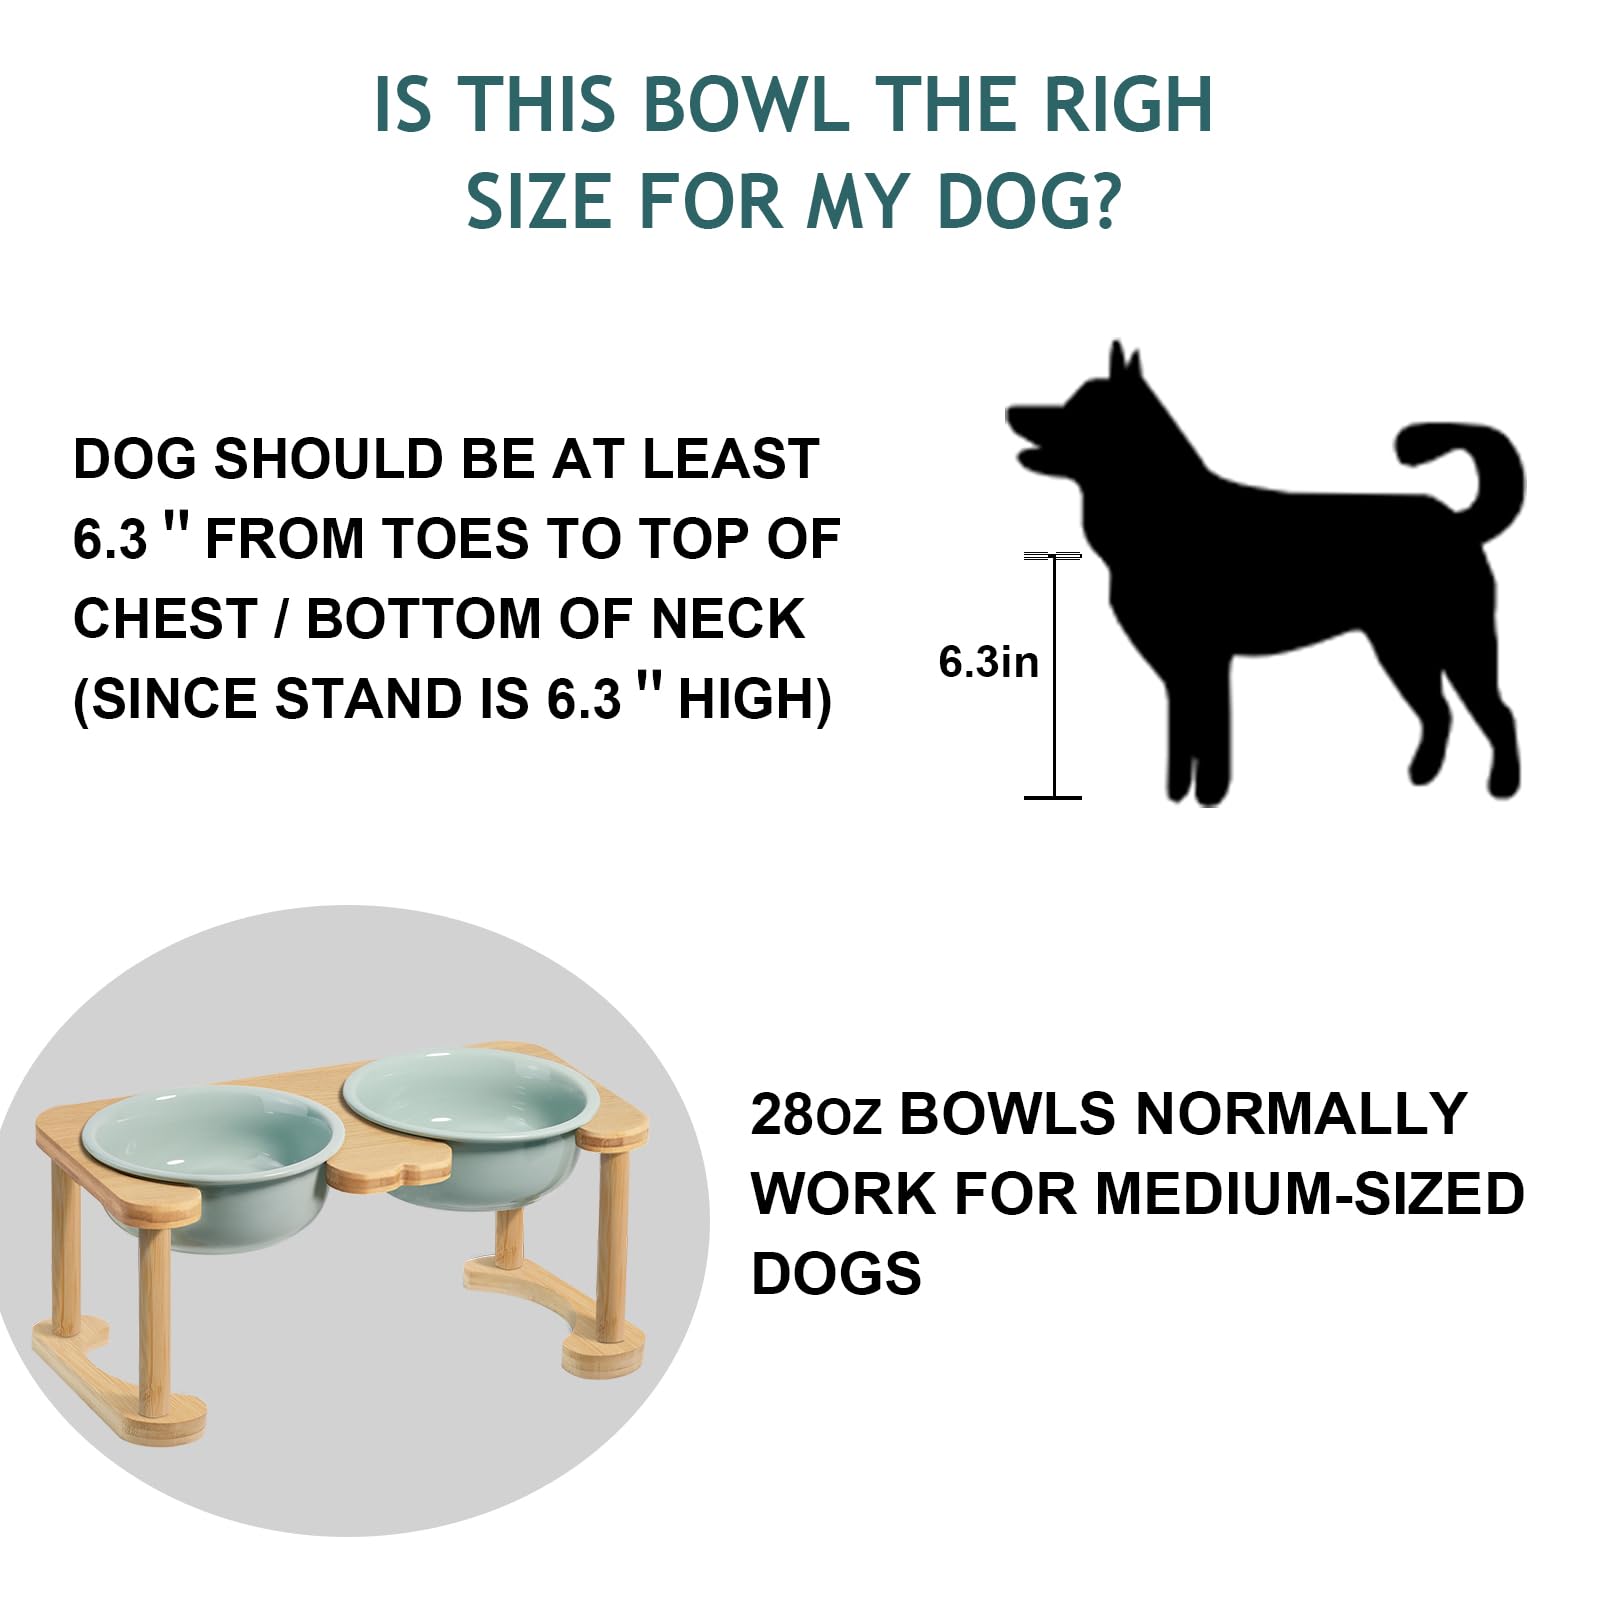 IS THIS BOWL THE RIGH
SIZE FOR MY DOG?
DOG SHOULD BE AT LEAST
6.3 " FROM TOES TO TOP OF
CHEST / BOTTOM OF NECK
(SINCE STAND IS 6.3 " HIGH)
6.3in
28OZ BOWLS NORMALLY
WORK FOR MEDIUM-SIZED
DOGS